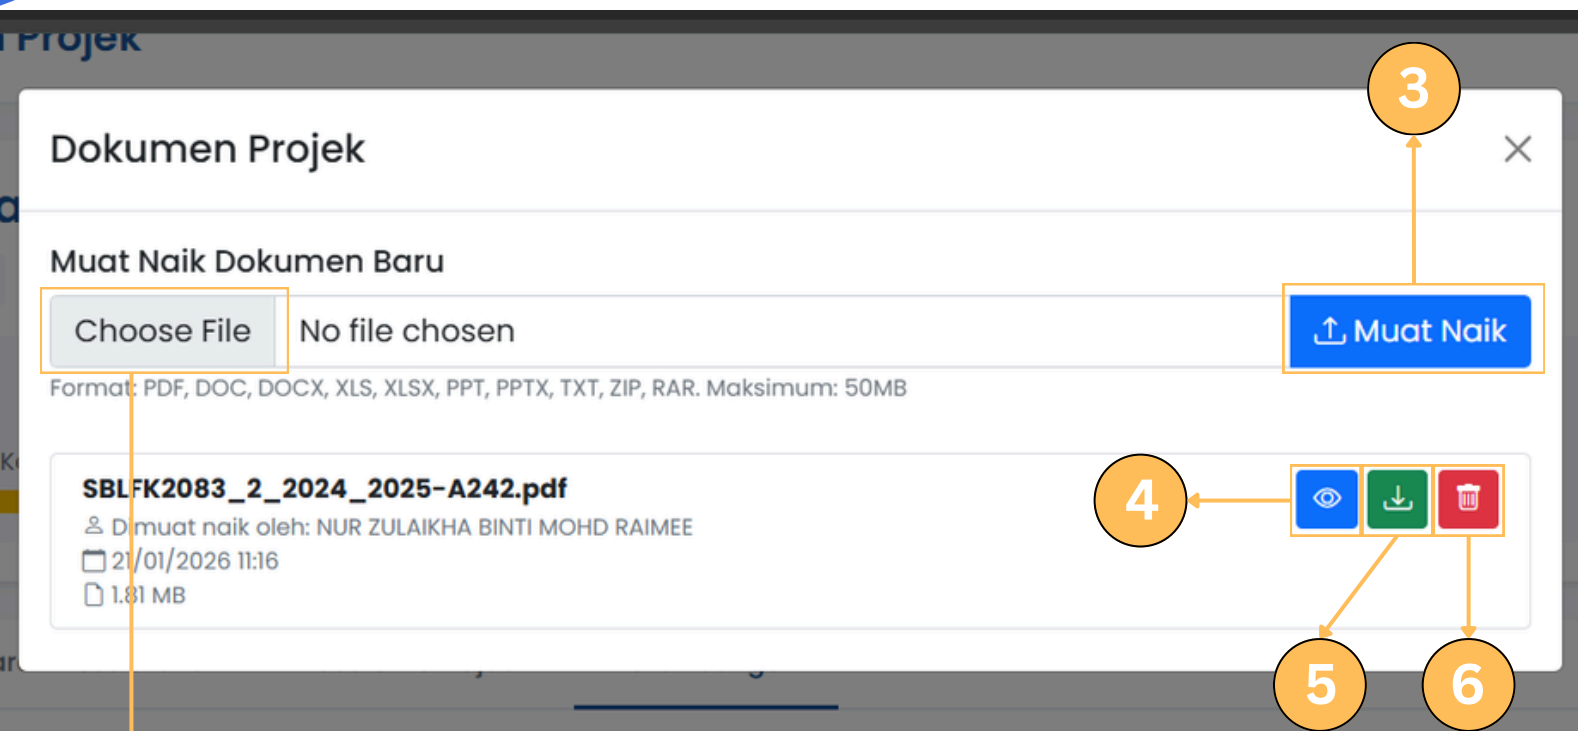 Projek
3
Dokumen Projek
Muat Naik Dokumen Baru
Choose File No file chosen Muat Naik
Format: PDF, DOC, DOCX, XLS, XLSX, PPT, PPTX, TXT, ZIP, RAR. Maksimum: 50MB
SBLFK2083_2_2024_2025-A242.pdf
4
Dimuat naik oleh: NUR ZULAIKHA BINTI MOHD RAIMEE
21/01/2026 11:16
1.81 MB
5
6